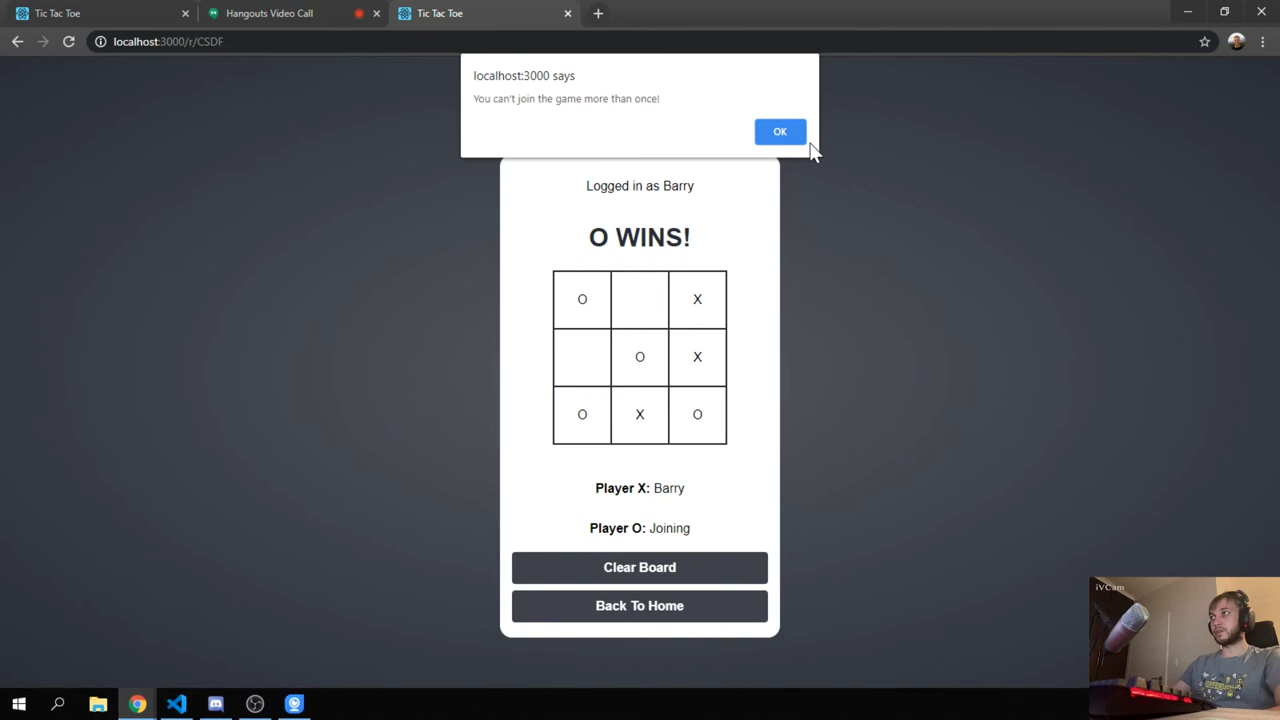 Tic Tac Toe
Hangouts Video Call
Tic Tac Toe
localhost:3000/r/CSDF
localhost:3000 says
You can't join the game more than once!
OK
Logged in as Barry
O WINS!
O X
O X
O X O
Player X: Barry
Player O: Joining
Clear Board
Back To Home
iVCam